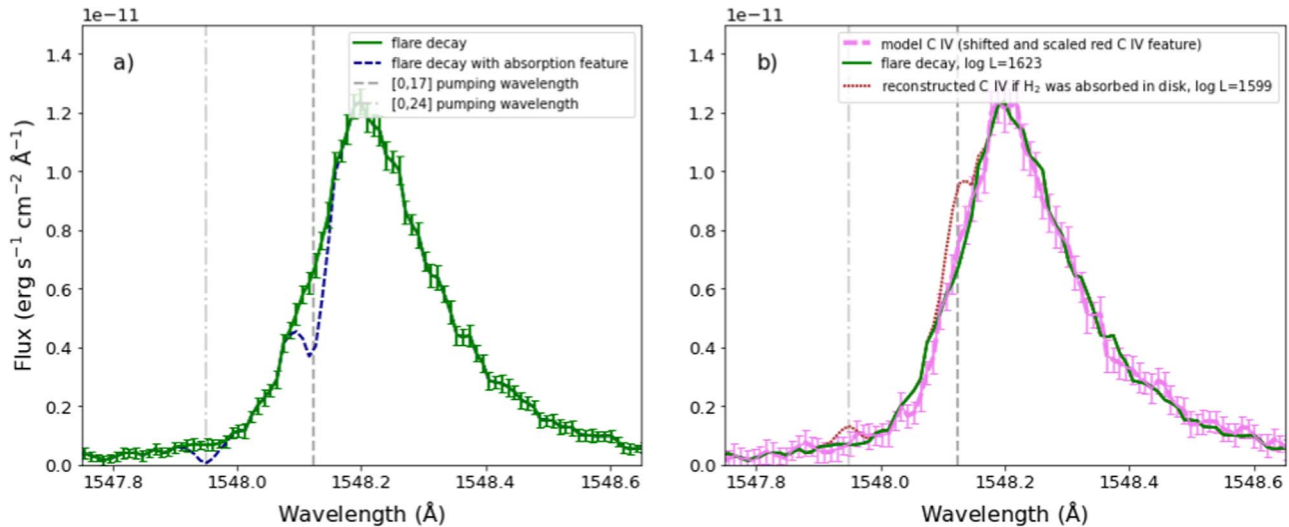 1e−11
1e−11
a)
flare decay
flare decay with absorption feature
[0,17] pumping wavelength
[0,24] pumping wavelength
b)
model C IV (shifted and scaled red C IV feature)
flare decay, log L=1623
reconstructed C IV if H₂ was absorbed in disk, log L=1599
Flux (erg s⁻¹ cm⁻² Å⁻¹)
1.4
1.2
1.0
0.8
0.6
0.4
0.2
0.0
1.4
1.2
1.0
0.8
0.6
0.4
0.2
0.0
1547.8 1548.0 1548.2 1548.4 1548.6
1547.8 1548.0 1548.2 1548.4 1548.6
Wavelength (Å)
Wavelength (Å)